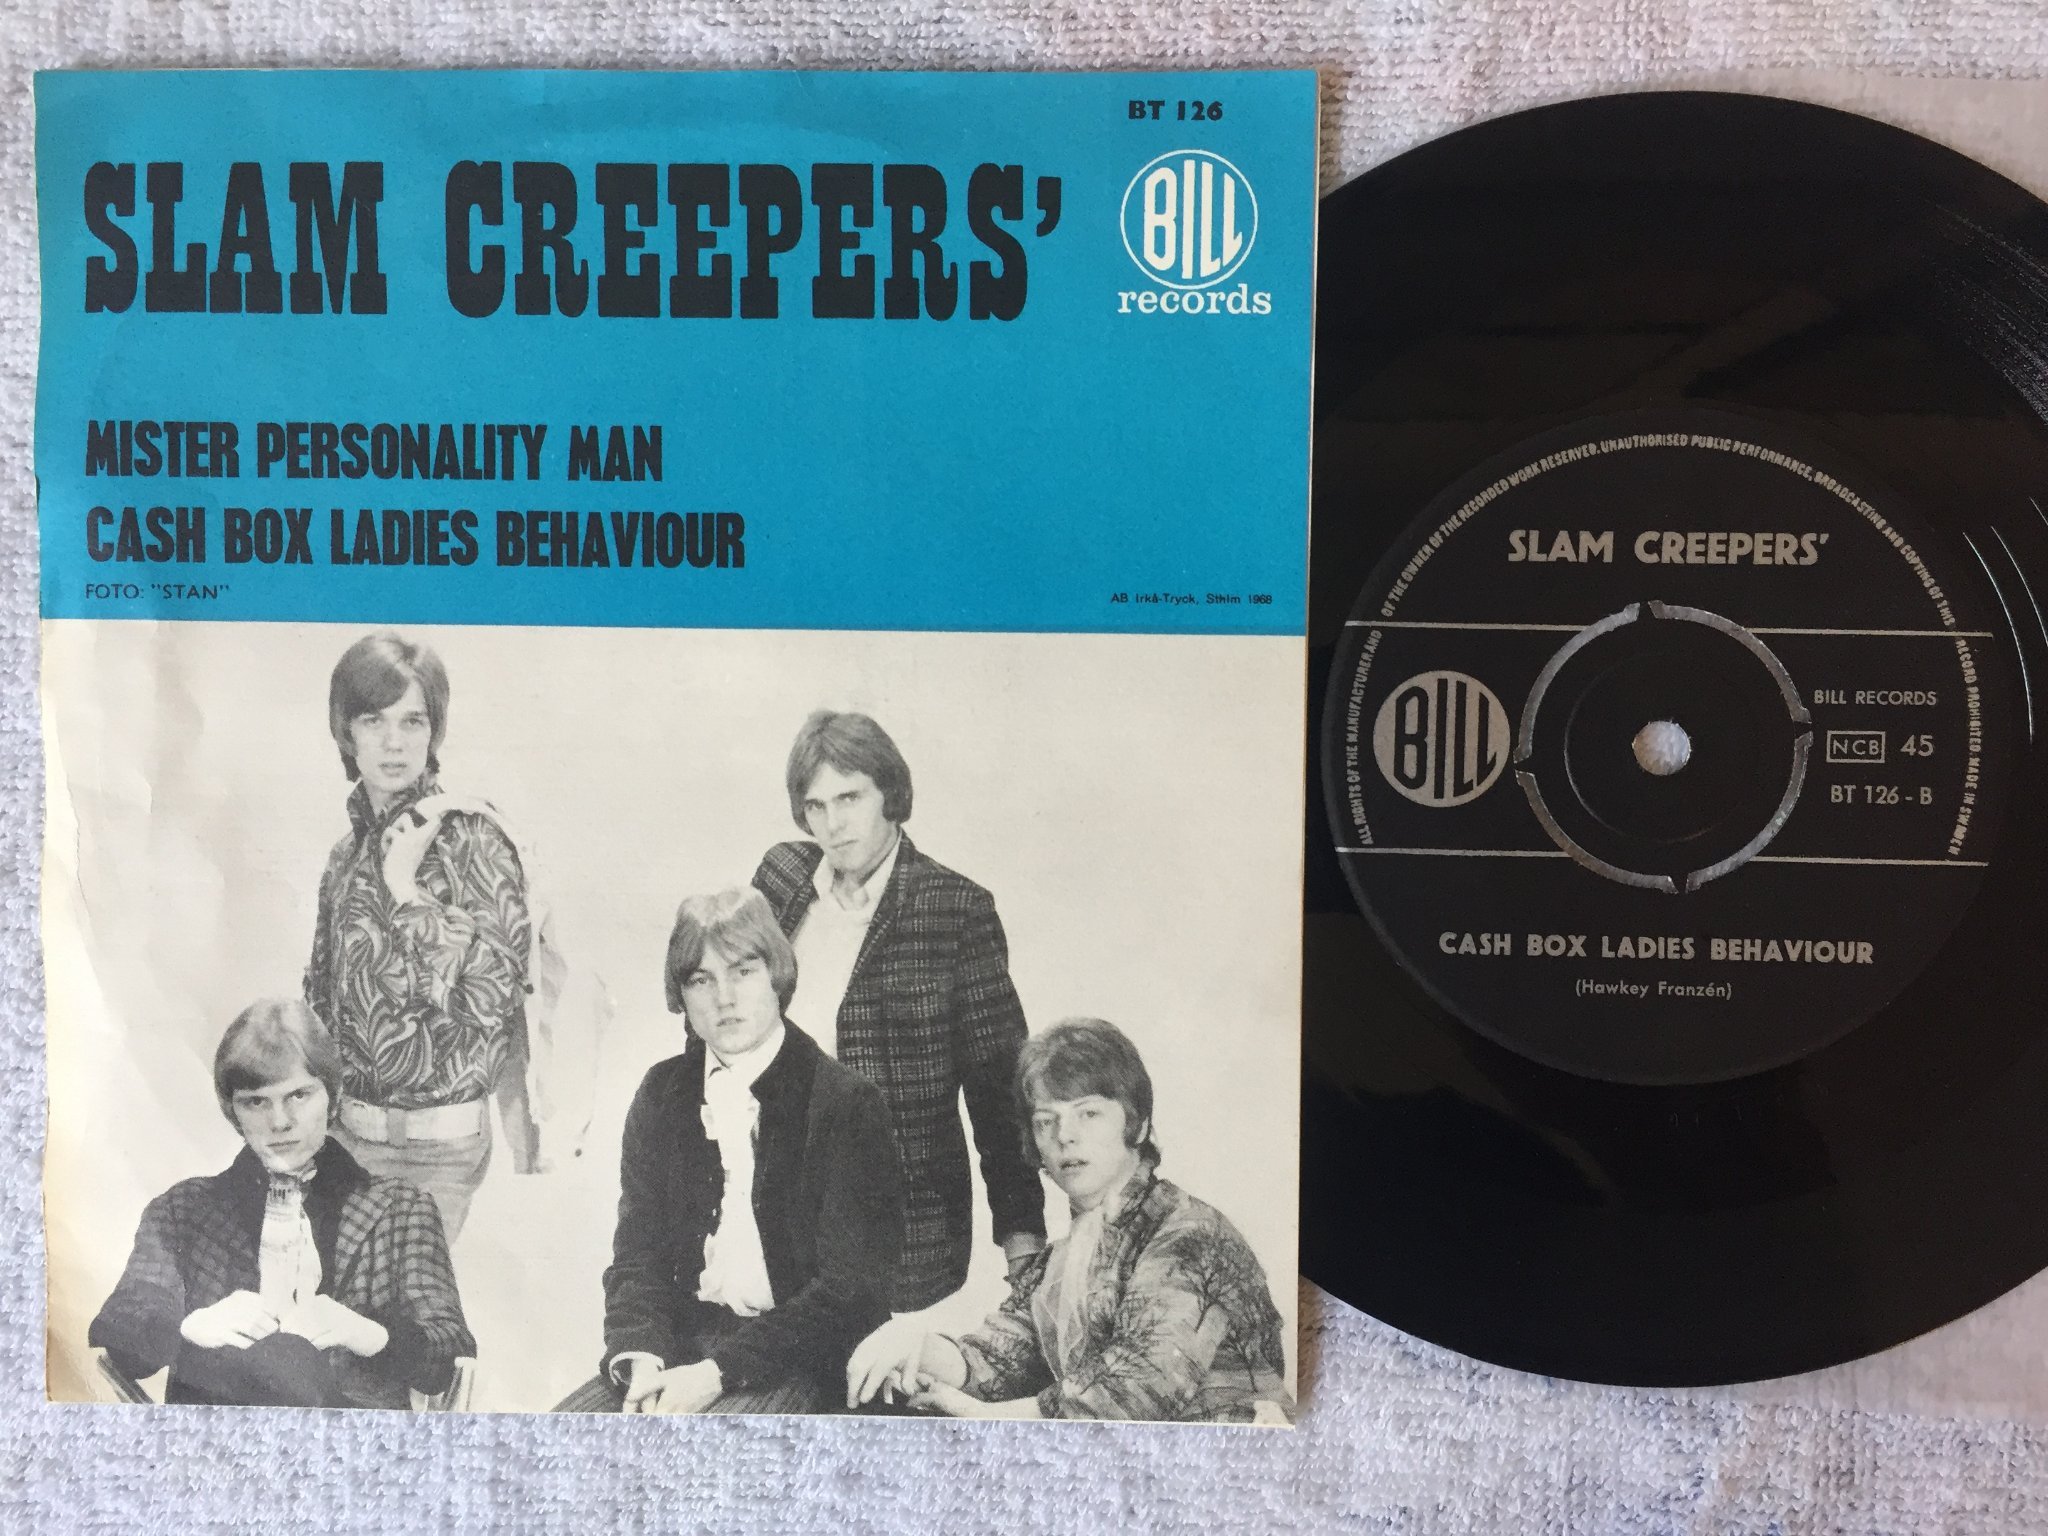 BT 126
SLAM CREEPERS'
BILL
records
MISTER PERSONALITY MAN
CASH BOX LADIES BEHAVIOUR
FOTO: "STAN"
AB Irkå-Tryck, Sthlm 1968
ALL RIGHTS OF THE MANUFACTURER AND OF THE OWNER OF THE RECORDED WORK RESERVED. UNAUTHORISED PUBLIC PERFORMANCE, BROADCASTING AND COPYING OF THIS RECORD PROHIBITED. MADE IN SWEDEN
SLAM CREEPERS'
BILL
BILL RECORDS
NCB 45
BT 126 - B
CASH BOX LADIES BEHAVIOUR
(Hawkey Franzén)